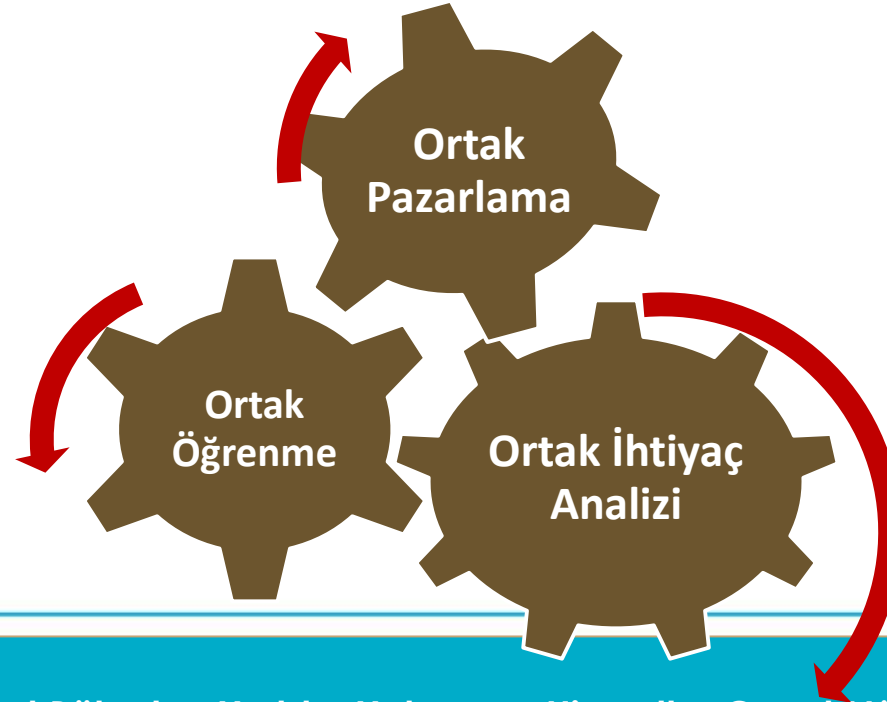 Ortak
Pazarlama
Ortak
Öğrenme
Ortak İhtiyaç
Analizi